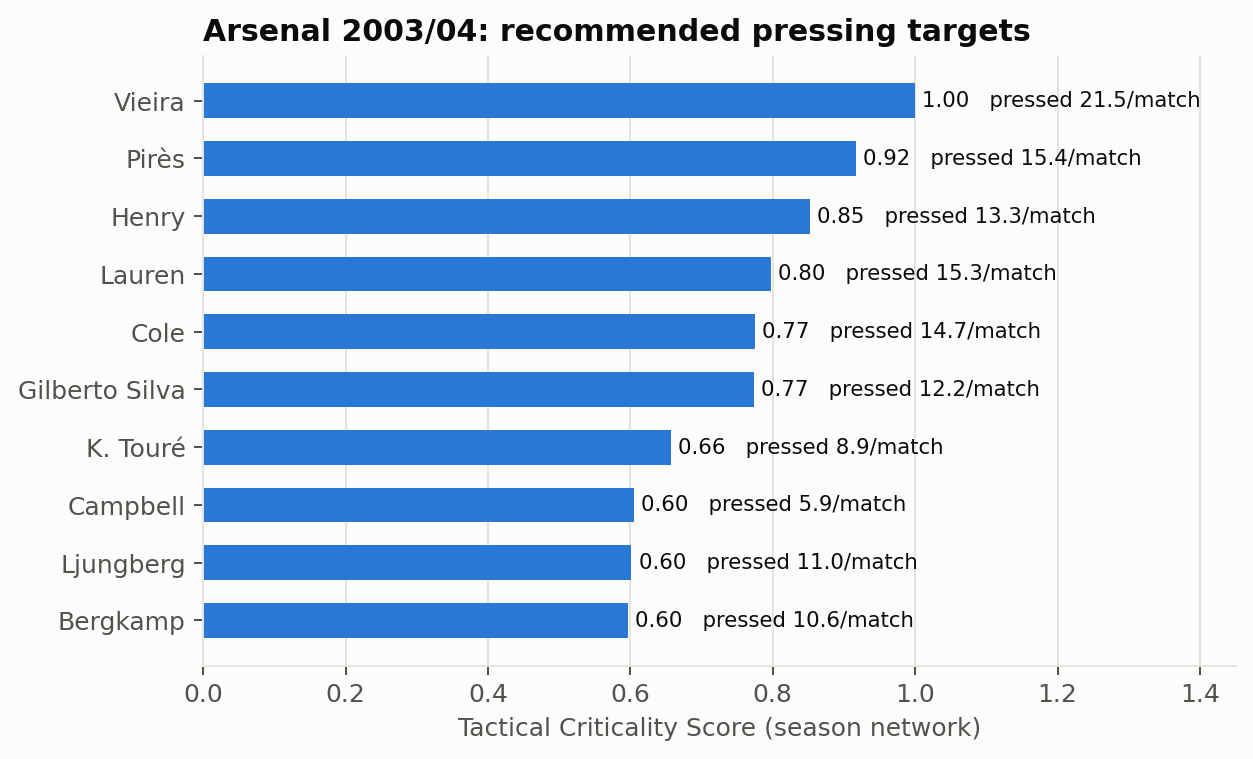 Arsenal 2003/04: recommended pressing targets
Vieira 1.00 pressed 21.5/match
Pirès 0.92 pressed 15.4/match
Henry 0.85 pressed 13.3/match
Lauren 0.80 pressed 15.3/match
Cole 0.77 pressed 14.7/match
Gilberto Silva 0.77 pressed 12.2/match
K. Touré 0.66 pressed 8.9/match
Campbell 0.60 pressed 5.9/match
Ljungberg 0.60 pressed 11.0/match
Bergkamp 0.60 pressed 10.6/match
0.0 0.2 0.4 0.6 0.8 1.0 1.2 1.4
Tactical Criticality Score (season network)